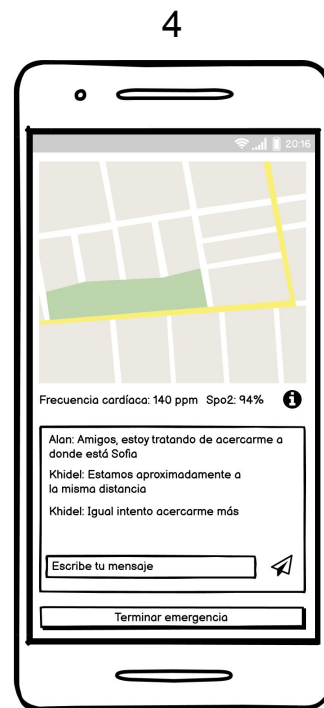 4
20:16
Frecuencia cardíaca: 140 ppm Spo2: 94%
Alan: Amigos, estoy tratando de acercarme a
donde está Sofia
Khidel: Estamos aproximadamente a
la misma distancia
Khidel: Igual intento acercarme más
Escribe tu mensaje
Terminar emergencia